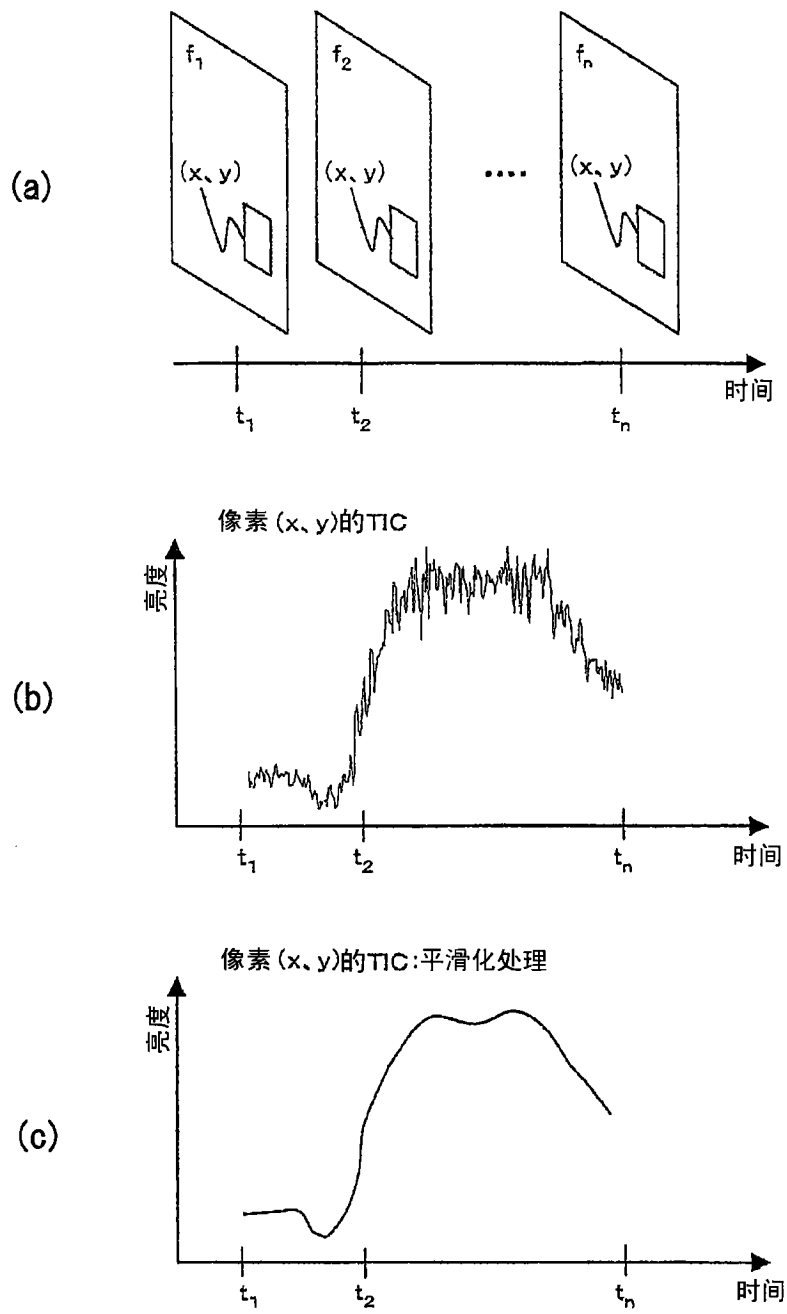 f₁ f₂ fₙ
(x、y) (x、y) (x、y)
(a)
····
时间
t₁ t₂ tₙ
像素(x、y)的TIC
亮度
(b)
t₁ t₂ tₙ 时间
像素(x、y)的TIC:平滑化处理
亮度
(c)
t₁ t₂ tₙ 时间